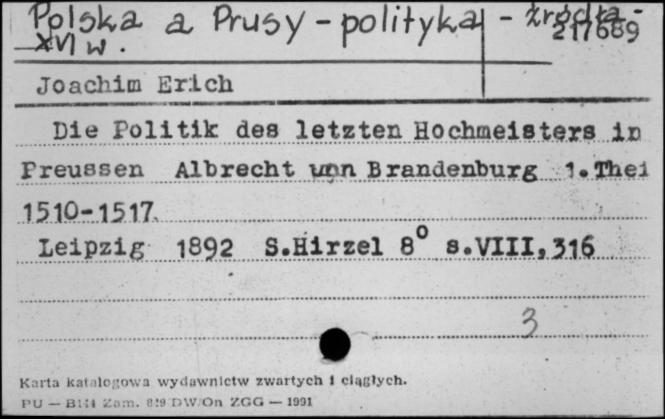 Polska a Prusy - polityka - źródła -
XVI w. 217689
Joachim Erich
Die Politik des letzten Hochmeisters in
Preussen Albrecht von Brandenburg 1.Thei
1510-1517.
Leipzig 1892 S.Hirzel 8° s.VIII,316
3
Karta katalogowa wydawnictw zwartych i ciągłych.
PU — B144 Zam. 819 DW/On ZGG — 1991